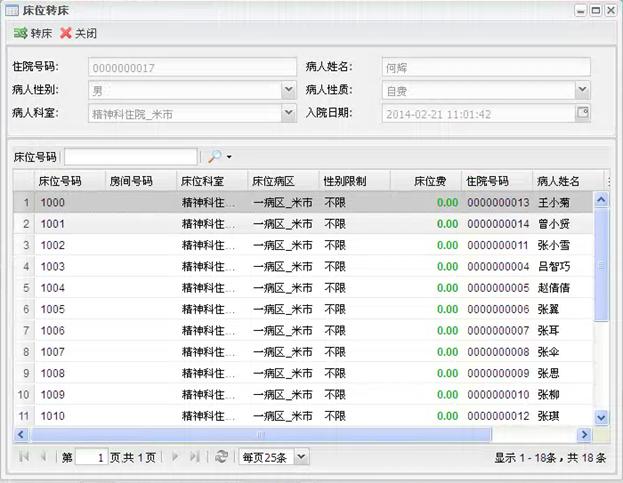 床位转床
转床 关闭
住院号码: 0000000017 病人姓名: 何辉
病人性别: 男 病人性质: 自费
病人科室: 精神科住院_米市 入院日期: 2014-02-21 11:01:42
床位号码
床位号码 房间号码 床位科室 床位病区 性别限制 床位费 住院号码 病人姓名
1 1000 精神科住... 一病区_米市 不限 0.00 0000000013 王小菊
2 1001 精神科住... 一病区_米市 不限 0.00 0000000014 曾小贤
3 1002 精神科住... 一病区_米市 不限 0.00 0000000011 张小雪
4 1003 精神科住... 一病区_米市 不限 0.00 0000000004 吕智巧
5 1004 精神科住... 一病区_米市 不限 0.00 0000000005 赵倩倩
6 1005 精神科住... 一病区_米市 不限 0.00 0000000006 张翼
7 1006 精神科住... 一病区_米市 不限 0.00 0000000007 张耳
8 1007 精神科住... 一病区_米市 不限 0.00 0000000008 张伞
9 1008 精神科住... 一病区_米市 不限 0.00 0000000009 张思
10 1009 精神科住... 一病区_米市 不限 0.00 0000000010 张柳
11 1010 精神科住... 一病区_米市 不限 0.00 0000000012 张琪
第 1 页,共 1 页 每页25条 显示 1 - 18条，共 18 条